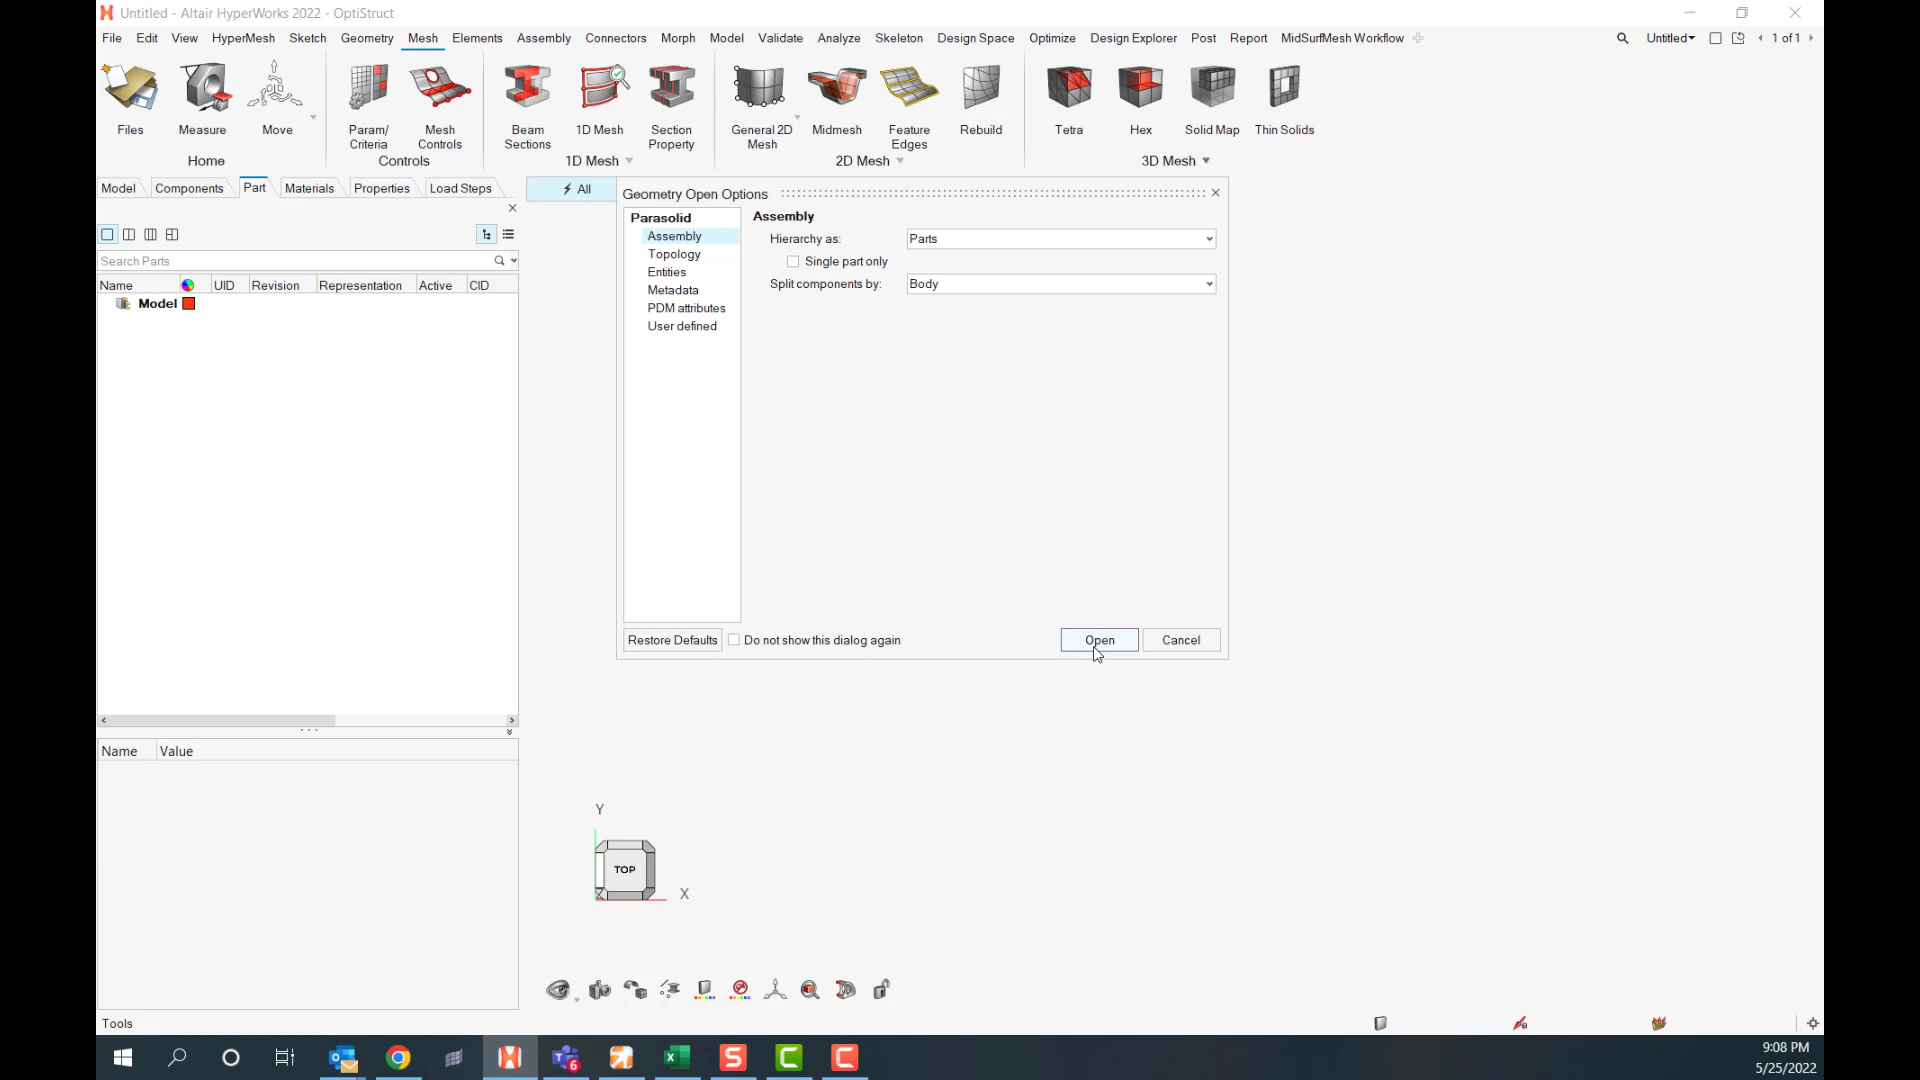 Untitled - Altair HyperWorks 2022 - OptiStruct
File Edit View HyperMesh Sketch Geometry Mesh Elements Assembly Connectors Morph Model Validate Analyze Skeleton Design Space Optimize Design Explorer Post Report MidSurfMesh Workflow Untitled 1 of 1
Files Measure Move Param/ Criteria Mesh Controls Beam Sections 1D Mesh Section Property General 2D Mesh Midmesh Feature Edges Rebuild Tetra Hex Solid Map Thin Solids
Home Controls 1D Mesh 2D Mesh 3D Mesh
Model Components Part Materials Properties Load Steps All
Geometry Open Options
Parasolid
Assembly
Topology
Entities
Metadata
PDM attributes
User defined
Assembly
Hierarchy as: Parts
Single part only
Split components by: Body
Restore Defaults Do not show this dialog again Open Cancel
Search Parts
Name UID Revision Representation Active CID
Model
Name Value
Y
TOP
Z
X
Tools
6
9:08 PM
5/25/2022